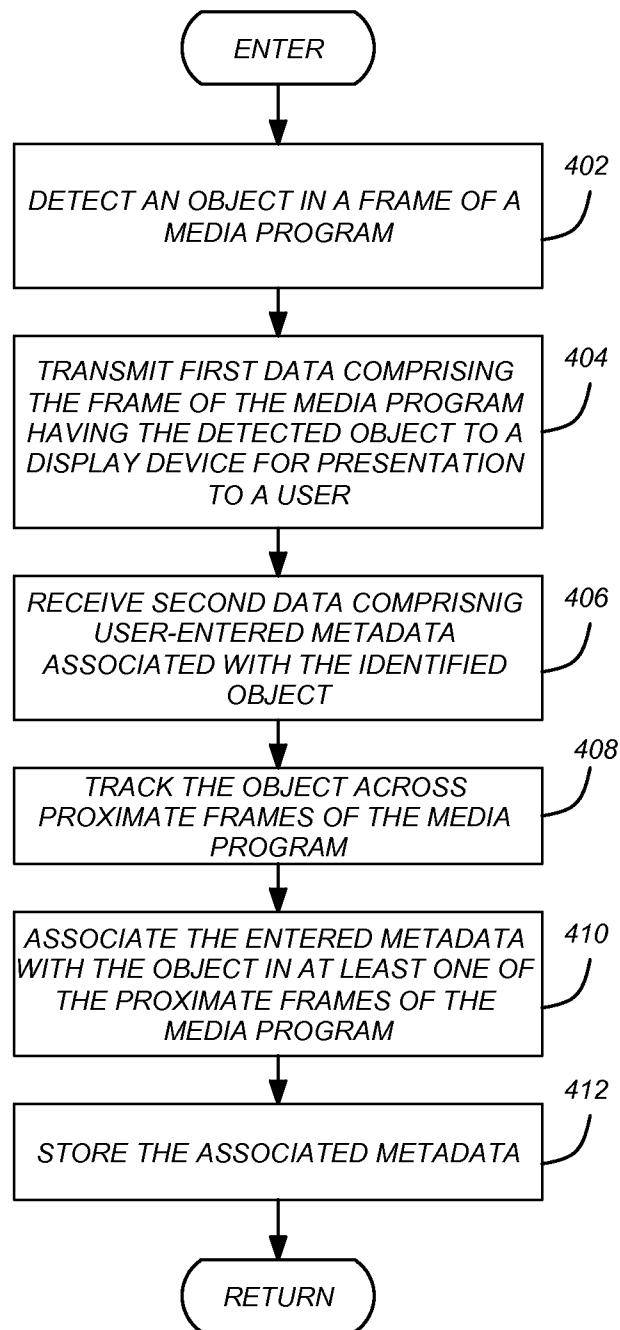 ENTER
DETECT AN OBJECT IN A FRAME OF A
MEDIA PROGRAM
402
TRANSMIT FIRST DATA COMPRISING
THE FRAME OF THE MEDIA PROGRAM
HAVING THE DETECTED OBJECT TO A
DISPLAY DEVICE FOR PRESENTATION
TO A USER
404
RECEIVE SECOND DATA COMPRISNIG
USER-ENTERED METADATA
ASSOCIATED WITH THE IDENTIFIED
OBJECT
406
TRACK THE OBJECT ACROSS
PROXIMATE FRAMES OF THE MEDIA
PROGRAM
408
ASSOCIATE THE ENTERED METADATA
WITH THE OBJECT IN AT LEAST ONE OF
THE PROXIMATE FRAMES OF THE
MEDIA PROGRAM
410
STORE THE ASSOCIATED METADATA
412
RETURN